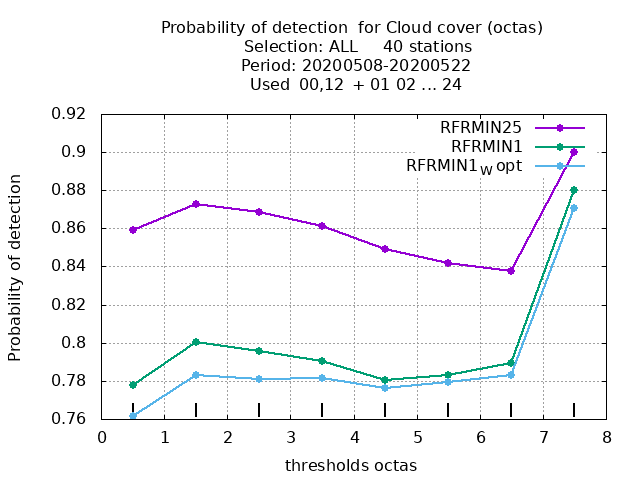 Probability of detection  for Cloud cover (octas)
Selection: ALL     40 stations
Period: 20200508-20200522
Used  00,12  + 01 02 ... 24
RFRMIN25
RFRMIN1
RFRMIN1W opt
Probability of detection
0.92
0.9
0.88
0.86
0.84
0.82
0.8
0.78
0.76
0 1 2 3 4 5 6 7 8
thresholds octas